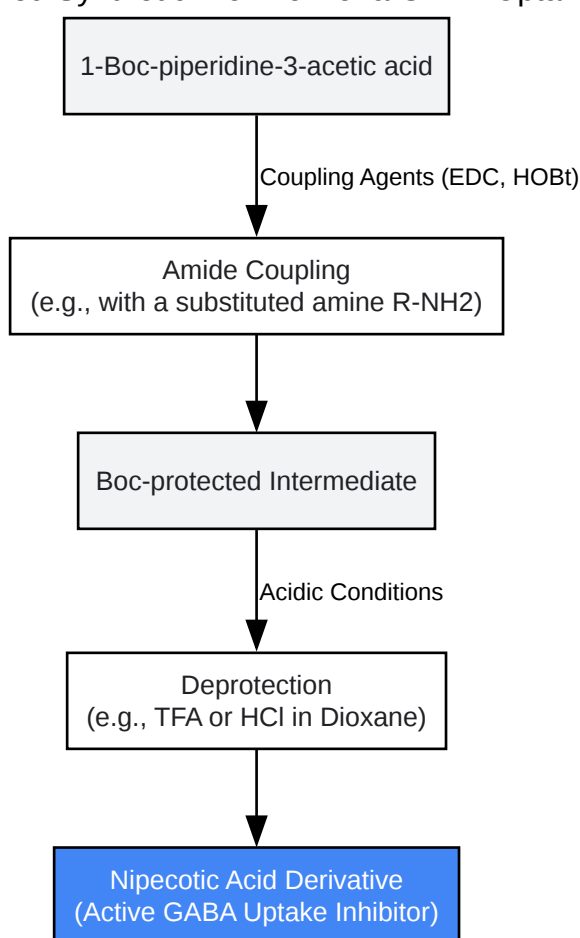 1-Boc-piperidine-3-acetic acid
Coupling Agents (EDC, HOBt)
Amide Coupling
(e.g., with a substituted amine R-NH2)
Boc-protected Intermediate
Acidic Conditions
Deprotection
(e.g., TFA or HCl in Dioxane)
Nipecotic Acid Derivative
(Active GABA Uptake Inhibitor)